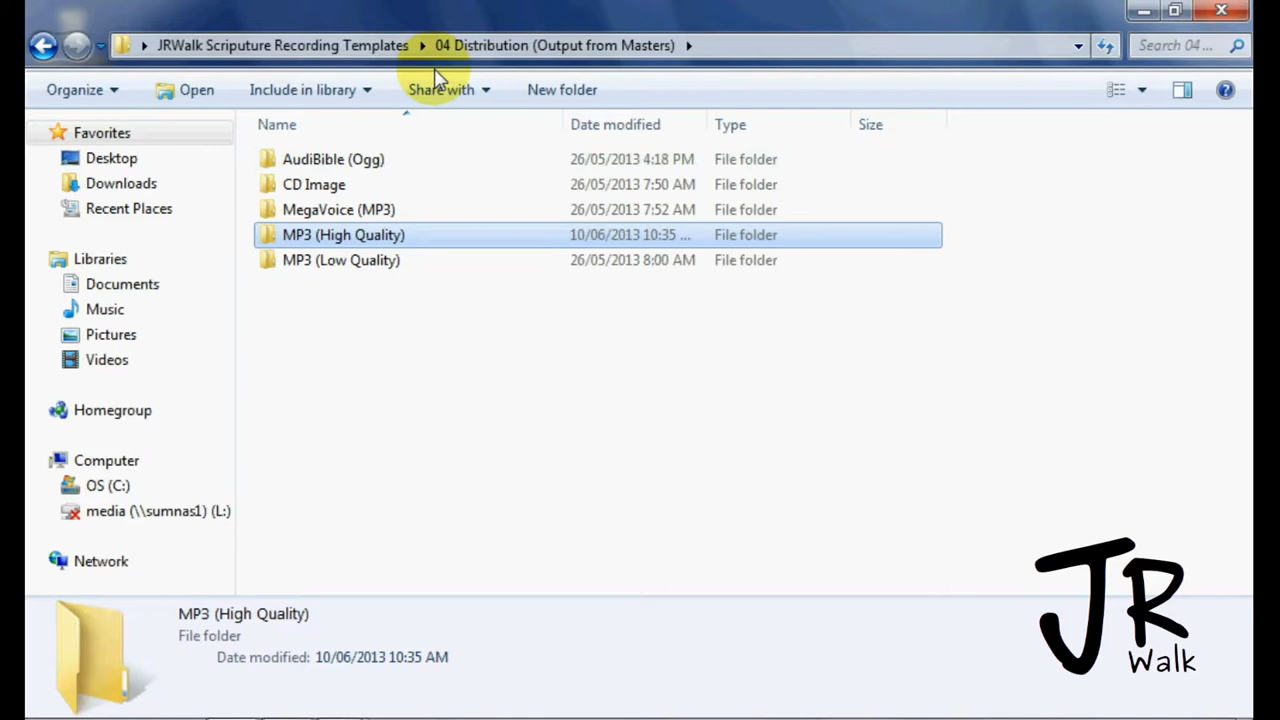 JRWalk Scriputure Recording Templates 04 Distribution (Output from Masters) Search 04 ...
Organize Open Include in library Share with New folder
Name Date modified Type Size
Favorites
Desktop
Downloads
Recent Places
Libraries
Documents
Music
Pictures
Videos
Homegroup
Computer
OS (C:)
media (\\sumnas1) (L:)
Network
AudiBible (Ogg) 26/05/2013 4:18 PM File folder
CD Image 26/05/2013 7:50 AM File folder
MegaVoice (MP3) 26/05/2013 7:52 AM File folder
MP3 (High Quality) 10/06/2013 10:35 ... File folder
MP3 (Low Quality) 26/05/2013 8:00 AM File folder
MP3 (High Quality)
File folder
Date modified: 10/06/2013 10:35 AM
JR
Walk